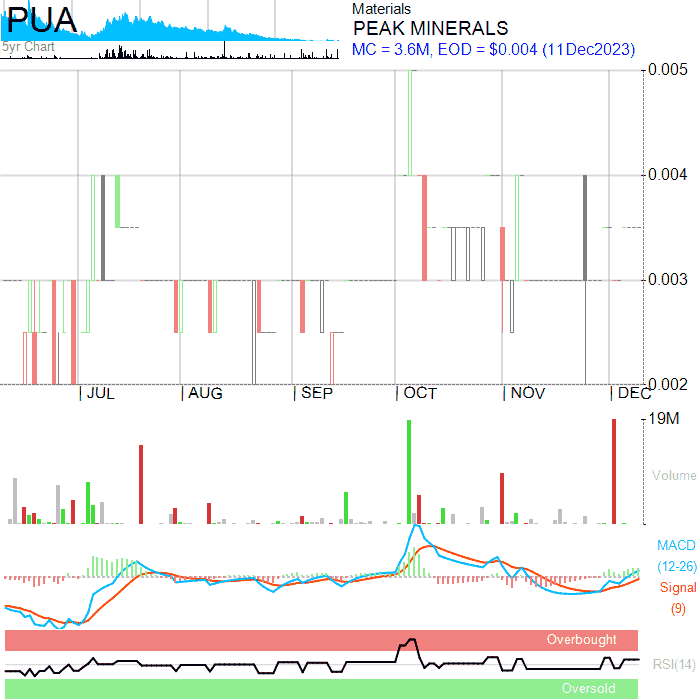 PUA
5yr Chart
Materials
PEAK MINERALS
MC = 3.6M, EOD = $0.004 (11Dec2023)
0.005
0.004
0.003
0.002
| JUL | AUG | SEP | OCT | NOV | DEC
19M
Volume
MACD
(12-26)
Signal
(9)
Overbought
RSI(14)
Oversold